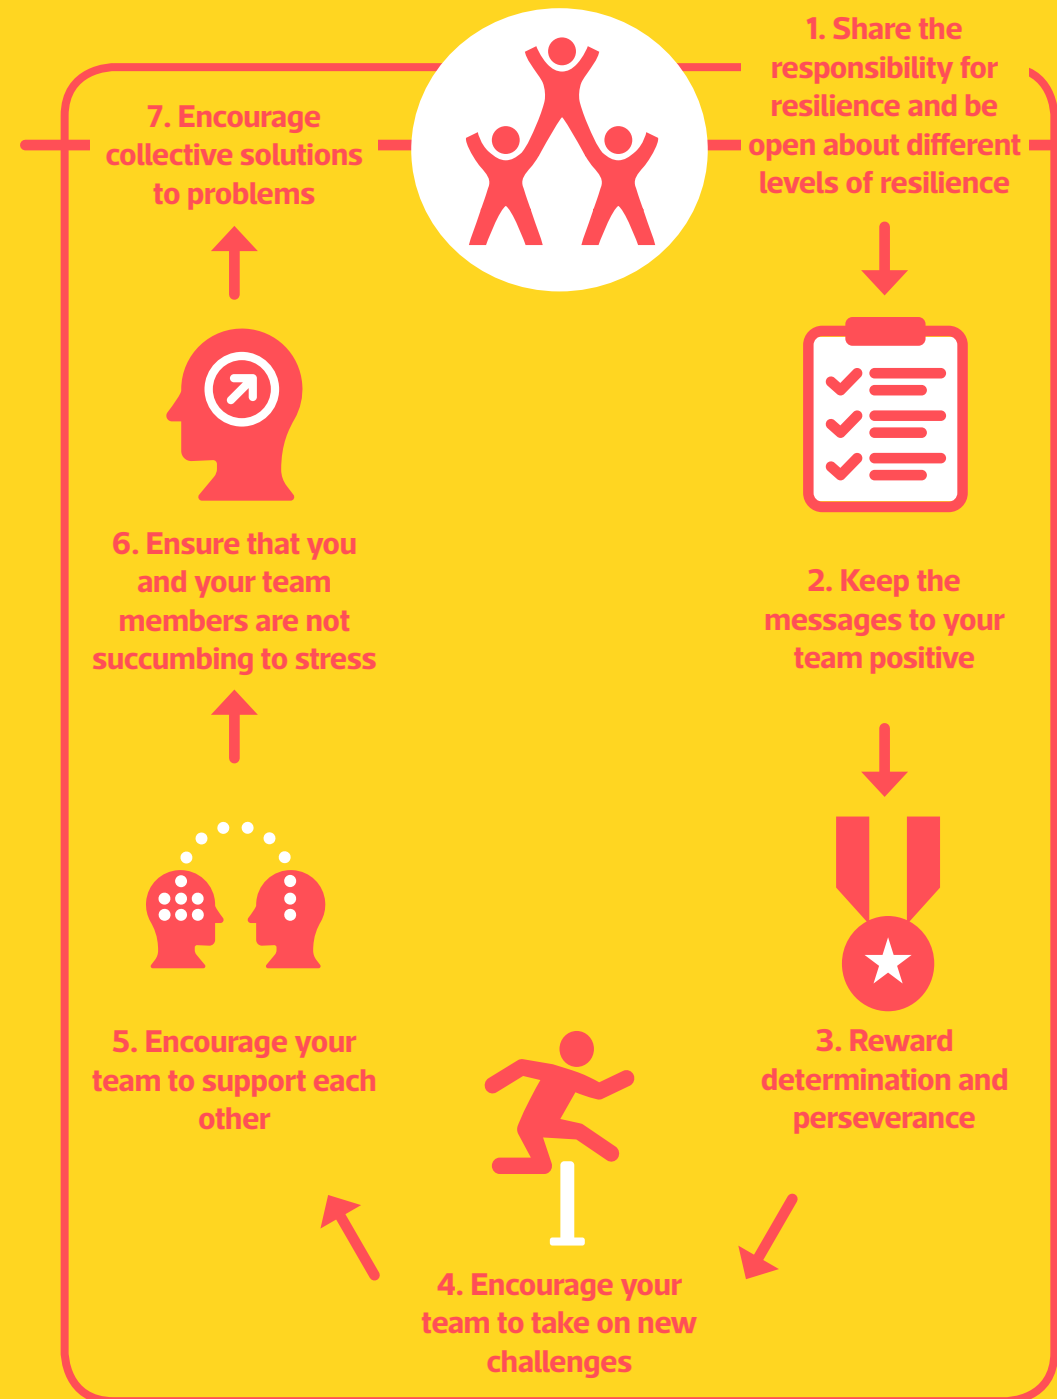 1. Share the
responsibility for
resilience and be
open about different
levels of resilience
2. Keep the
messages to your
team positive
3. Reward
determination and
perseverance
4. Encourage your
team to take on new
challenges
5. Encourage your
team to support each
other
6. Ensure that you
and your team
members are not
succumbing to stress
7. Encourage
collective solutions
to problems